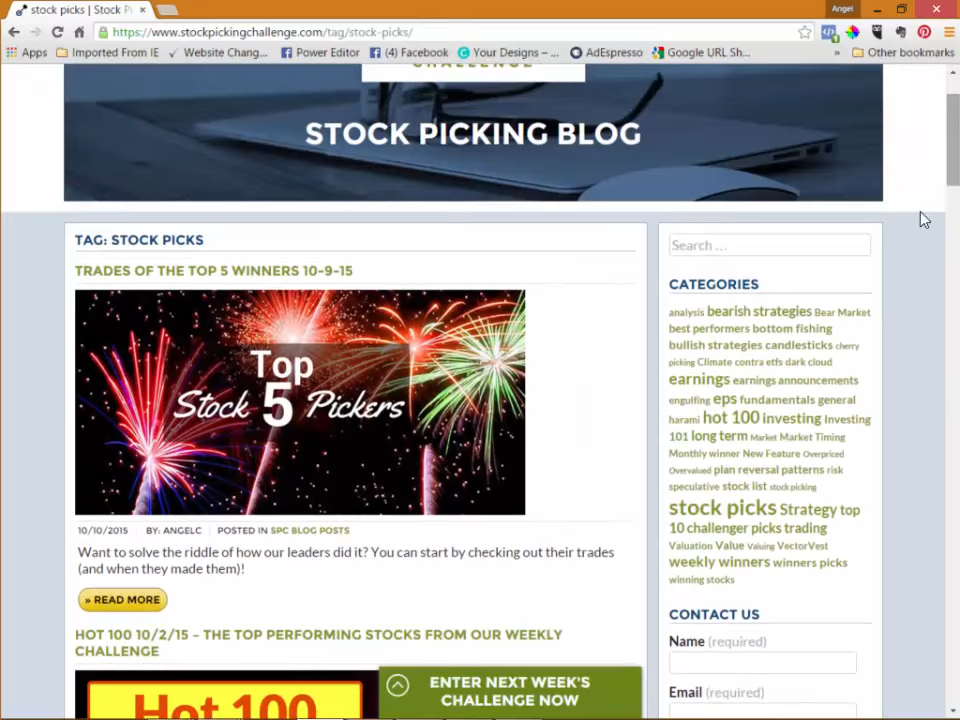 stock picks | Stock P
Angel
https://www.stockpickingchallenge.com/tag/stock-picks/
Apps Imported From IE Website Chang... Power Editor (4) Facebook Your Designs – ... AdEspresso Google URL Sh... » Other bookmarks
CHALLENGE
STOCK PICKING BLOG
TAG: STOCK PICKS
TRADES OF THE TOP 5 WINNERS 10-9-15
Top
Stock 5 Pickers
10/10/2015 BY: ANGELC POSTED IN SPC BLOG POSTS
Want to solve the riddle of how our leaders did it? You can start by checking out their trades
(and when they made them)!
» READ MORE
HOT 100 10/2/15 – THE TOP PERFORMING STOCKS FROM OUR WEEKLY
CHALLENGE
Hot 100
ENTER NEXT WEEK'S
CHALLENGE NOW
Search ...
CATEGORIES
analysis bearish strategies Bear Market
best performers bottom fishing
bullish strategies candlesticks cherry
picking Climate contra etfs dark cloud
earnings earnings announcements
engulfing eps fundamentals general
harami hot 100 investing Investing
101 long term Market Market Timing
Monthly winner New Feature Overpriced
Overvalued plan reversal patterns risk
speculative stock list stock picking
stock picks Strategy top
10 challenger picks trading
Valuation Value Valuing VectorVest
weekly winners winners picks
winning stocks
CONTACT US
Name (required)
Email (required)